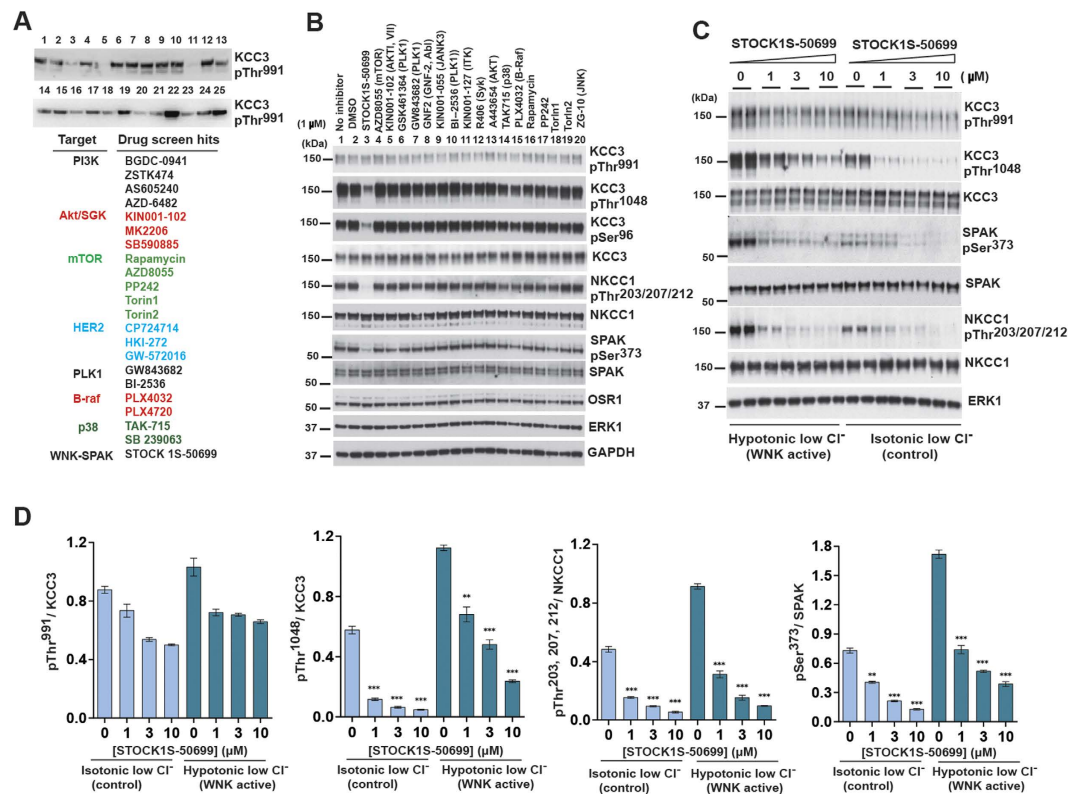 A
1 2 3 4 5 6 7 8 9 10 11 12 13
KCC3
pThr991
14 15 16 17 18 19 20 21 22 23 24 25
KCC3
pThr991
Target Drug screen hits
PI3K BGDC-0941
ZSTK474
AS605240
AZD-6482
Akt/SGK KIN001-102
MK2206
SB590885
mTOR Rapamycin
AZD8055
PP242
Torin1
Torin2
HER2 CP724714
HKI-272
GW-572016
PLK1 GW843682
BI-2536
B-raf PLX4032
PLX4720
p38 TAK-715
SB 239063
WNK-SPAK STOCK 1S-50699
B
(1 µM)
No inhibitor
DMSO
STOCK1S-50699
AZD8055 (mTOR)
KIN001-102 (AKTI, VII)
GSK461364 (PLK1)
GW843682 (PLK1)
GNF2 (GNF-2, Abl)
KIN001-055 (JANK3)
BI–2536 (PLK1))
KIN001-127 (ITK)
R406 (Syk)
A443654 (AKT)
TAK715 (p38)
PLX4032 (B-Raf)
Rapamycin
PP242
Torin1
Torin2
ZG-10 (JNK)
1 2 3 4 5 6 7 8 9 10 11 12 13 14 15 16 17 18 19 20
(kDa)
150 KCC3
pThr991
150 KCC3
pThr1048
150 KCC3
pSer96
150 KCC3
150 NKCC1
pThr203/207/212
150 NKCC1
75 SPAK
pSer373
50 SPAK
50 OSR1
37 ERK1
37 GAPDH
C
STOCK1S-50699 STOCK1S-50699
0 1 3 10 0 1 3 10 ( µM)
(kDa)
150 KCC3
pThr991
150 KCC3
pThr1048
150 KCC3
SPAK
pSer373
50
50 SPAK
150 NKCC1
pThr203/207/212
150 NKCC1
37 ERK1
Hypotonic low Cl- Isotonic low Cl-
(WNK active) (control)
D
pThr991/ KCC3
1.2
0.9
0.6
0.3
0.0
0 1 3 10 0 1 3 10
[STOCK1S-50699] (µM)
Isotonic low Cl- Hypotonic low Cl-
(control) (WNK active)
pThr1048/ KCC3
1.2
0.9
0.6
0.3
0.0
*** *** *** ** *** ***
0 1 3 10 0 1 3 10
[STOCK1S-50699] (µM)
Isotonic low Cl- Hypotonic low Cl-
(control) (WNK active)
pThr203, 207, 212/ NKCC1
1.2
1.0
0.8
0.6
0.4
0.2
0.0
*** *** *** *** *** ***
0 1 3 10 0 1 3 10
[STOCK1S-50699] (µM)
Isotonic low Cl- Hypotonic low Cl-
(control) (WNK active)
pSer373/ SPAK
1.8
1.5
1.2
0.9
0.6
0.3
0.0
** *** *** *** *** ***
0 1 3 10 0 1 3 10
[STOCK1S-50699] (µM)
Isotonic low Cl- Hypotonic low Cl-
(control) (WNK active)